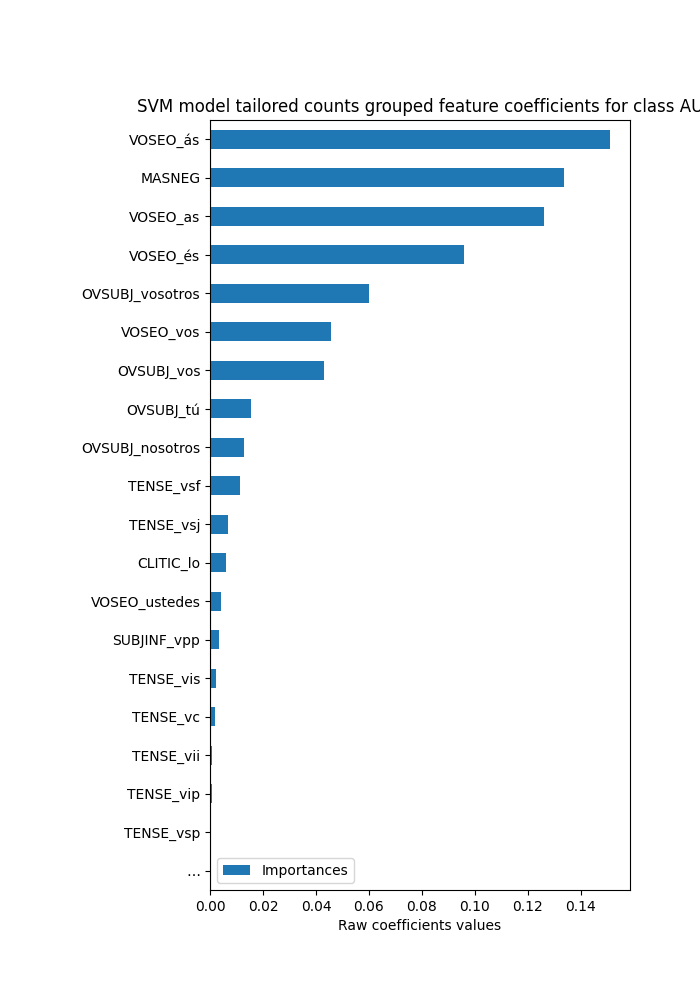 SVM model tailored counts grouped feature coefficients for class AU
VOSEO_ás
MASNEG
VOSEO_as
VOSEO_és
OVSUBJ_vosotros
VOSEO_vos
OVSUBJ_vos
OVSUBJ_tú
OVSUBJ_nosotros
TENSE_vsf
TENSE_vsj
CLITIC_lo
VOSEO_ustedes
SUBJINF_vpp
TENSE_vis
TENSE_vc
TENSE_vii
TENSE_vip
TENSE_vsp
...
Importances
0.00 0.02 0.04 0.06 0.08 0.10 0.12 0.14
Raw coefficients values